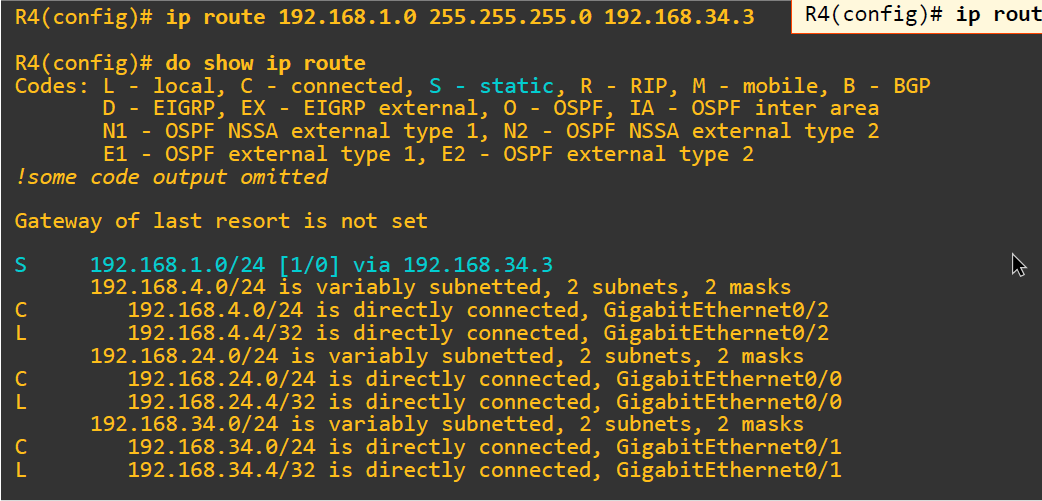 R4(config)# ip route 192.168.1.0 255.255.255.0 192.168.34.3
R4(config)# ip rout
R4(config)# do show ip route
Codes: L - local, C - connected, S - static, R - RIP, M - mobile, B - BGP
D - EIGRP, EX - EIGRP external, O - OSPF, IA - OSPF inter area
N1 - OSPF NSSA external type 1, N2 - OSPF NSSA external type 2
E1 - OSPF external type 1, E2 - OSPF external type 2
!some code output omitted
Gateway of last resort is not set
S 192.168.1.0/24 [1/0] via 192.168.34.3
192.168.4.0/24 is variably subnetted, 2 subnets, 2 masks
C 192.168.4.0/24 is directly connected, GigabitEthernet0/2
L 192.168.4.4/32 is directly connected, GigabitEthernet0/2
192.168.24.0/24 is variably subnetted, 2 subnets, 2 masks
C 192.168.24.0/24 is directly connected, GigabitEthernet0/0
L 192.168.24.4/32 is directly connected, GigabitEthernet0/0
192.168.34.0/24 is variably subnetted, 2 subnets, 2 masks
C 192.168.34.0/24 is directly connected, GigabitEthernet0/1
L 192.168.34.4/32 is directly connected, GigabitEthernet0/1